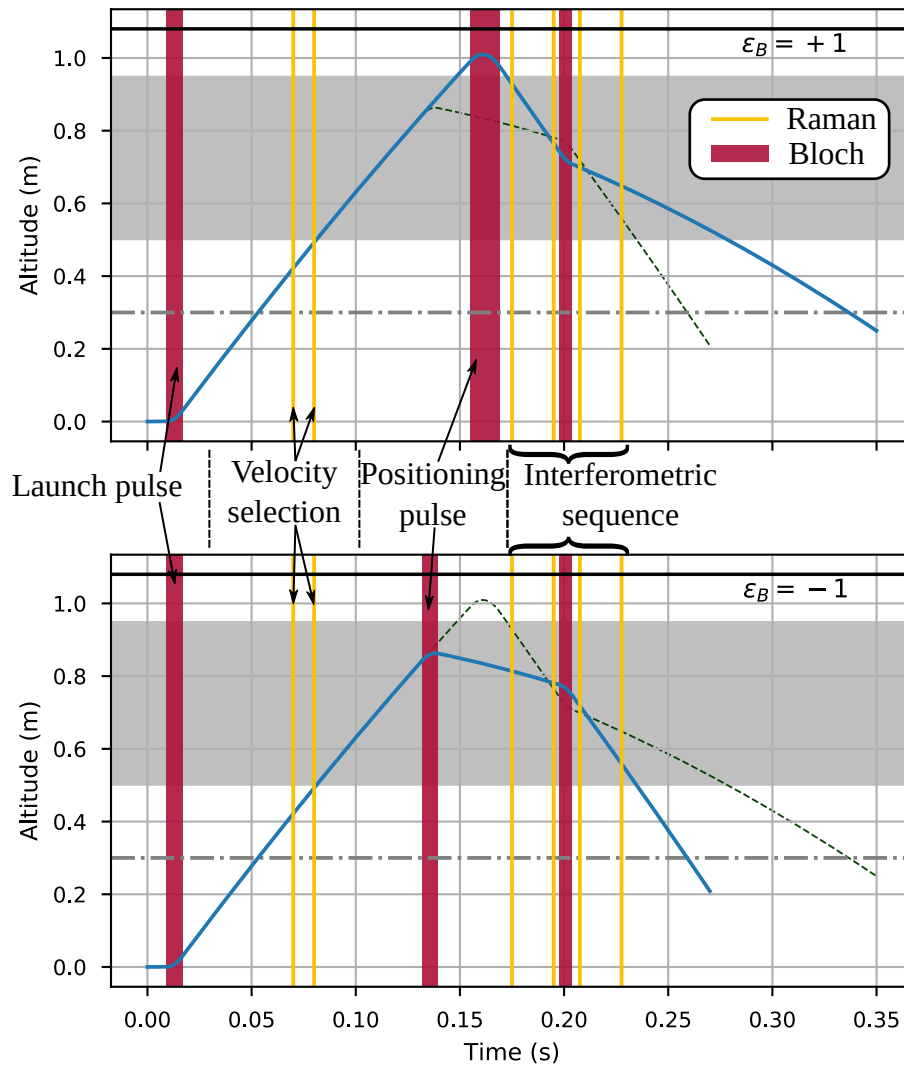 ε_B = +1
1.0
0.8
0.6
0.4
0.2
0.0
Altitude (m)
Raman
Bloch
Launch pulse
Velocity
selection
Positioning
pulse
Interferometric
sequence
ε_B = −1
1.0
0.8
0.6
0.4
0.2
0.0
Altitude (m)
0.00 0.05 0.10 0.15 0.20 0.25 0.30 0.35
Time (s)